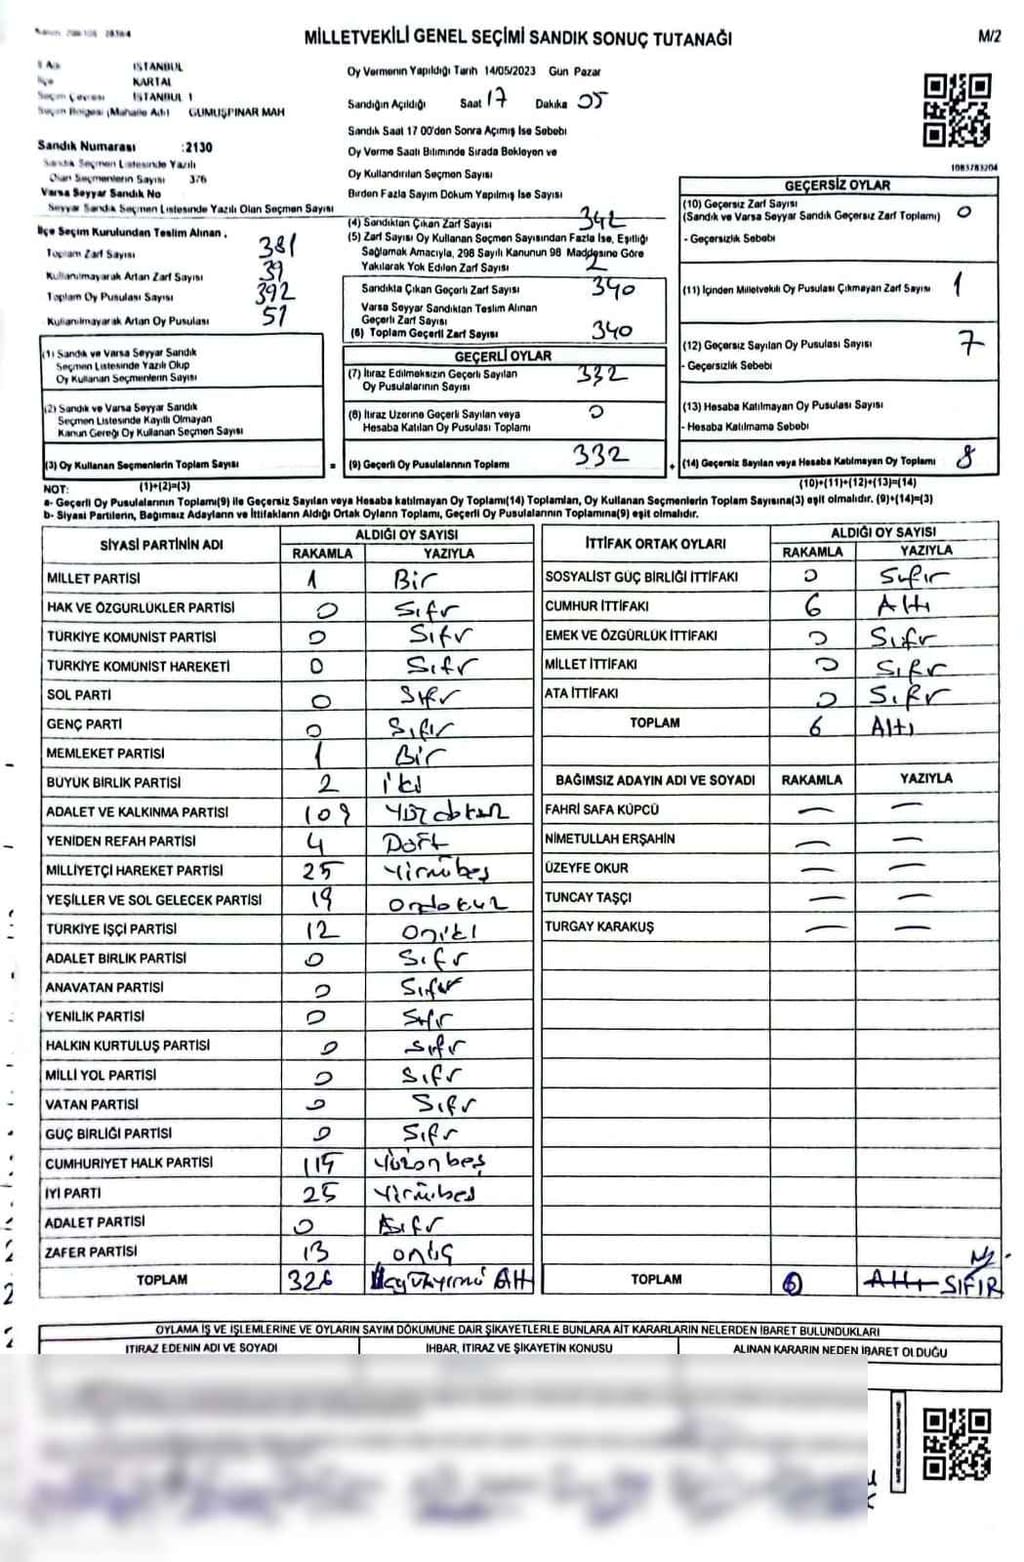 MİLLETVEKİLİ GENEL SEÇİMİ SANDIK SONUÇ TUTANAĞI
M/2
İSTANBUL
İlçe KARTAL
Seçim Çevresi İSTANBUL 1
Seçim Bölgesi (Mahalle Adı) GÜMÜŞPINAR MAH
Sandık Numarası :2130
Sandık Seçmen Listesinde Yazılı
Olan Seçmenlerin Sayısı 376
Varsa Seyyar Sandık No
Seyyar Sandık Seçmen Listesinde Yazılı Olan Seçmen Sayısı
Oy Vermenin Yapıldığı Tarih 14/05/2023 Gün Pazar
Sandığın Açıldığı Saat 17 Dakika 05
Sandık Saat 17 00'den Sonra Açımış İse Sebebi
Oy Verme Saati Bitiminde Sırada Bekleyen ve
Oy Kullandırılan Seçmen Sayısı
Birden Fazla Sayım Döküm Yapılmış İse Sayısı
1083783204
İlçe Seçim Kurulundan Teslim Alınan .
Toplam Zarf Sayısı 381
Kullanılmayarak Artan Zarf Sayısı 39
Toplam Oy Pusulası Sayısı 392
Kullanılmayarak Artan Oy Pusulası 51
(4) Sandıktan Çıkan Zarf Sayısı 342
(5) Zarf Sayısı Oy Kullanan Seçmen Sayısından Fazla İse, Eşitliği
Sağlamak Amacıyla, 298 Sayılı Kanunun 98 Maddesine Göre
Yakılarak Yok Edilen Zarf Sayısı 2
Sandıkta Çıkan Geçerli Zarf Sayısı 340
Varsa Seyyar Sandıktan Teslim Alınan
Geçerli Zarf Sayısı
(6) Toplam Geçerli Zarf Sayısı 340
GEÇERSİZ OYLAR
(10) Geçersiz Zarf Sayısı
(Sandık ve Varsa Seyyar Sandık Geçersiz Zarf Toplamı) 0
- Geçersizlik Sebebi
(11) İçinden Milletvekili Oy Pusulası Çıkmayan Zarf Sayısı 1
(12) Geçersiz Sayılan Oy Pusulası Sayısı 7
- Geçersizlik Sebebi
(13) Hesaba Katılmayan Oy Pusulası Sayısı
- Hesaba Katılmama Sebebi
(14) Geçersiz Sayılan veya Hesaba Katılmayan Oy Toplamı 8
(10)+(11)+(12)+(13)=(14)
(1) Sandık ve Varsa Seyyar Sandık
Seçmen Listesinde Yazılı Olup
Oy Kullanan Seçmenlerin Sayısı
(2) Sandık ve Varsa Seyyar Sandık
Seçmen Listesinde Kayıtlı Olmayan
Kanun Gereği Oy Kullanan Seçmen Sayısı
(3) Oy Kullanan Seçmenlerin Toplam Sayısı =
(1)+(2)=(3)
GEÇERLİ OYLAR
(7) İtiraz Edilmeksizin Geçerli Sayılan
Oy Pusulalarının Sayısı 332
(8) İtiraz Üzerine Geçerli Sayılan veya
Hesaba Katılan Oy Pusulası Toplamı 0
(9) Geçerli Oy Pusulalarının Toplamı 332 +
NOT:
a- Geçerli Oy Pusulalarının Toplamı(9) ile Geçersiz Sayılan veya Hesaba katılmayan Oy Toplamı(14) Toplamları, Oy Kullanan Seçmenlerin Toplam Sayısına(3) eşit olmalıdır. (9)+(14)=(3)
b- Siyasi Partilerin, Bağımsız Adayların ve İttifakların Aldığı Ortak Oyların Toplamı, Geçerli Oy Pusulalarının Toplamına(9) eşit olmalıdır.
SİYASİ PARTİNİN ADI ALDIĞI OY SAYISI
RAKAMLA YAZIYLA
MİLLET PARTİSİ 1 Bir
HAK VE ÖZGÜRLÜKLER PARTİSİ 0 Sıfr
TÜRKİYE KOMÜNİST PARTİSİ 0 Sıfr
TÜRKİYE KOMÜNİST HAREKETİ 0 Sıfr
SOL PARTİ 0 Sıfr
GENÇ PARTİ 0 Sıfır
MEMLEKET PARTİSİ 1 Bir
BÜYÜK BİRLİK PARTİSİ 2 iki
ADALET VE KALKINMA PARTİSİ 109 Yüzdokuz
YENİDEN REFAH PARTİSİ 4 Dört
MİLLİYETÇİ HAREKET PARTİSİ 25 Yirmibeş
YEŞİLLER VE SOL GELECEK PARTİSİ 19 Ondokuz
TÜRKİYE İŞÇİ PARTİSİ 12 Oniki
ADALET BİRLİK PARTİSİ 0 Sıfr
ANAVATAN PARTİSİ 0 Sıfır
YENİLİK PARTİSİ 0 Sıfr
HALKIN KURTULUŞ PARTİSİ 0 Sıfr
MİLLİ YOL PARTİSİ 0 Sıfr
VATAN PARTİSİ 0 Sıfr
GÜÇ BİRLİĞİ PARTİSİ 0 Sıfr
CUMHURİYET HALK PARTİSİ 115 Yüzonbeş
İYİ PARTİ 25 Yirmibeş
ADALET PARTİSİ 0 Sıfr
ZAFER PARTİSİ 13 onüç
TOPLAM 326 Üçyüzyirmi Altı
İTTİFAK ORTAK OYLARI ALDIĞI OY SAYISI
RAKAMLA YAZIYLA
SOSYALİST GÜÇ BİRLİĞİ İTTİFAKI 0 Sıfır
CUMHUR İTTİFAKI 6 Altı
EMEK VE ÖZGÜRLÜK İTTİFAKI 0 Sıfır
MİLLET İTTİFAKI 0 Sıfır
ATA İTTİFAKI 0 Sıfır
TOPLAM 6 Altı
BAĞIMSIZ ADAYIN ADI VE SOYADI RAKAMLA YAZIYLA
FAHRİ SAFA KÜPCÜ — —
NİMETULLAH ERŞAHİN — —
ÜZEYFE OKUR — —
TUNCAY TAŞÇI — —
TURGAY KARAKUŞ — —
TOPLAM Altı SIFIR
OYLAMA İŞ VE İŞLEMLERİNE VE OYLARIN SAYIM DÖKÜMÜNE DAİR ŞİKAYETLERLE BUNLARA AİT KARARLARIN NELERDEN İBARET BULUNDUKLARI
İTİRAZ EDENİN ADI VE SOYADI İHBAR, İTİRAZ VE ŞİKAYETİN KONUSU ALINAN KARARIN NEDEN İBARET OLDUĞU